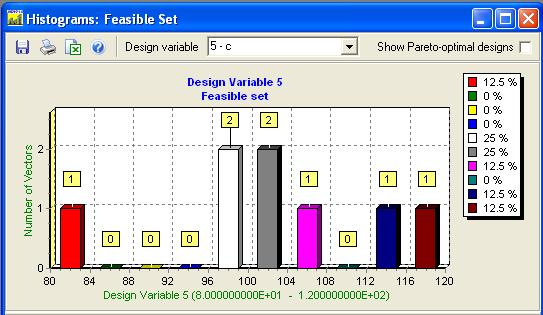 Histograms: Feasible Set
Design variable 5 - c Show Pareto-optimal designs
Design Variable 5
Feasible set
12.5 %
0 %
0 %
0 %
25 %
25 %
12.5 %
0 %
12.5 %
12.5 %
Number of Vectors
2
1
0
1 0 0 0 2 2 1 0 1 1
80 84 88 92 96 100 104 108 112 116 120
Design Variable 5 (8.000000000E+01 - 1.200000000E+02)